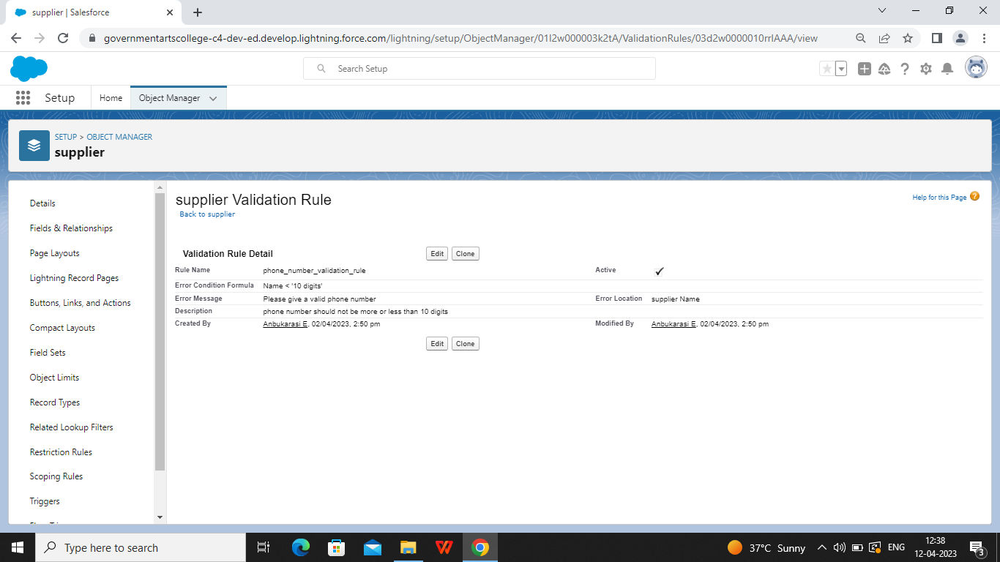 supplier | Salesforce
governmentartscollege-c4-dev-ed.develop.lightning.force.com/lightning/setup/ObjectManager/01I2w000003k2tA/ValidationRules/03d2w0000010rrIAAA/view
Search Setup
Setup
Home
Object Manager
SETUP > OBJECT MANAGER
supplier
Details
Fields & Relationships
Page Layouts
Lightning Record Pages
Buttons, Links, and Actions
Compact Layouts
Field Sets
Object Limits
Record Types
Related Lookup Filters
Restriction Rules
Scoping Rules
Triggers
supplier Validation Rule
Help for this Page ?
Back to supplier
Validation Rule Detail Edit Clone
Rule Name phone_number_validation_rule Active
Error Condition Formula Name < '10 digits'
Error Message Please give a valid phone number Error Location supplier Name
Description phone number should not be more or less than 10 digits
Created By Anbukarasi E, 02/04/2023, 2:50 pm Modified By Anbukarasi E, 02/04/2023, 2:50 pm
Edit Clone
Type here to search
37°C Sunny
ENG
12:38
12-04-2023
3